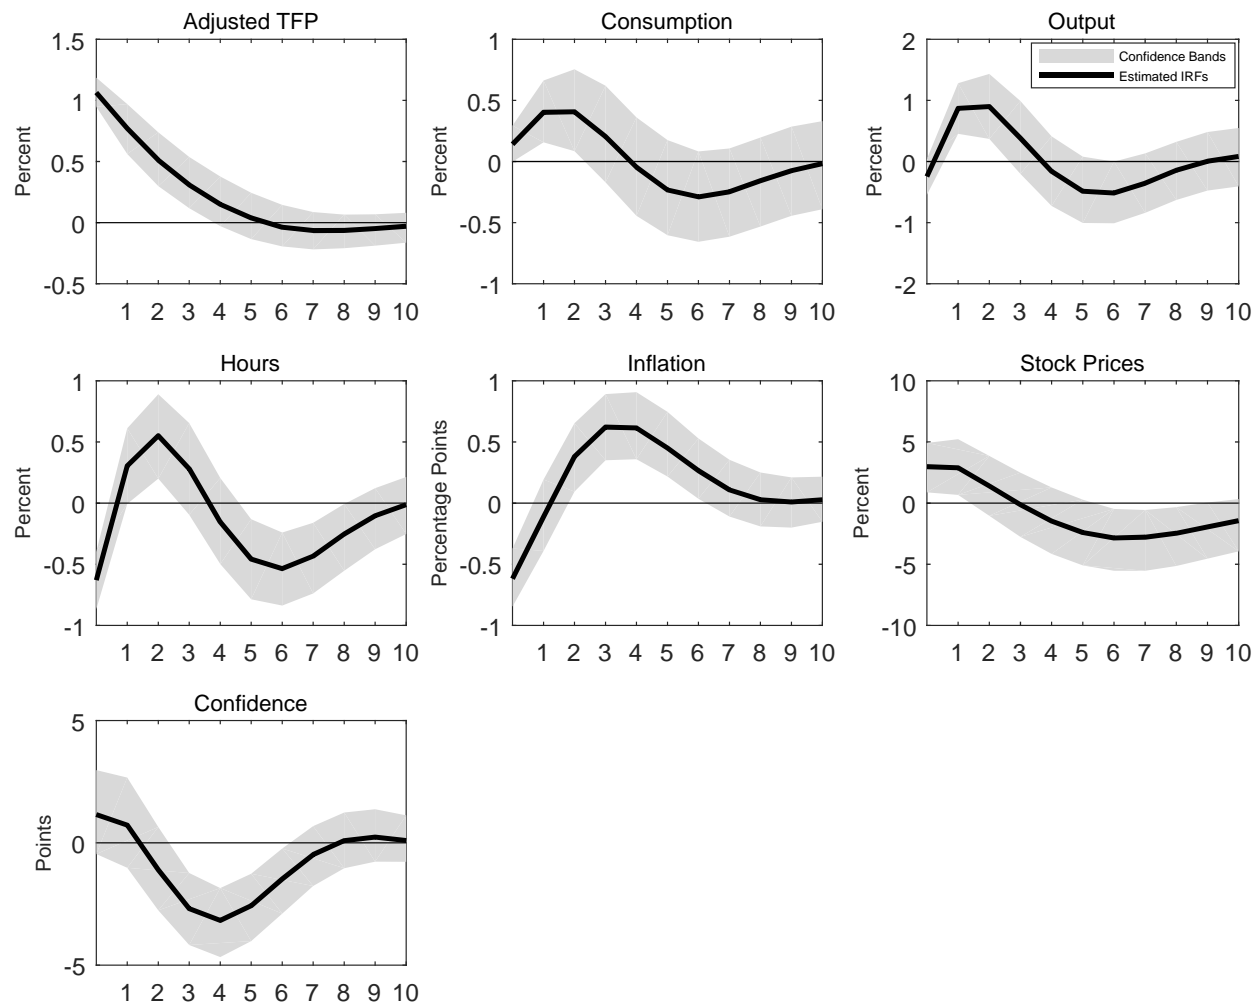 Adjusted TFP
1.5
1
0.5
0
-0.5
Percent
1 2 3 4 5 6 7 8 9 10
Consumption
1
0.5
0
-0.5
-1
Percent
1 2 3 4 5 6 7 8 9 10
Output
2
1
0
-1
-2
Percent
Confidence Bands
Estimated IRFs
1 2 3 4 5 6 7 8 9 10
Hours
1
0.5
0
-0.5
-1
Percent
1 2 3 4 5 6 7 8 9 10
Inflation
1
0.5
0
-0.5
-1
Percentage Points
1 2 3 4 5 6 7 8 9 10
Stock Prices
10
5
0
-5
-10
Percent
1 2 3 4 5 6 7 8 9 10
Confidence
5
0
-5
Points
1 2 3 4 5 6 7 8 9 10